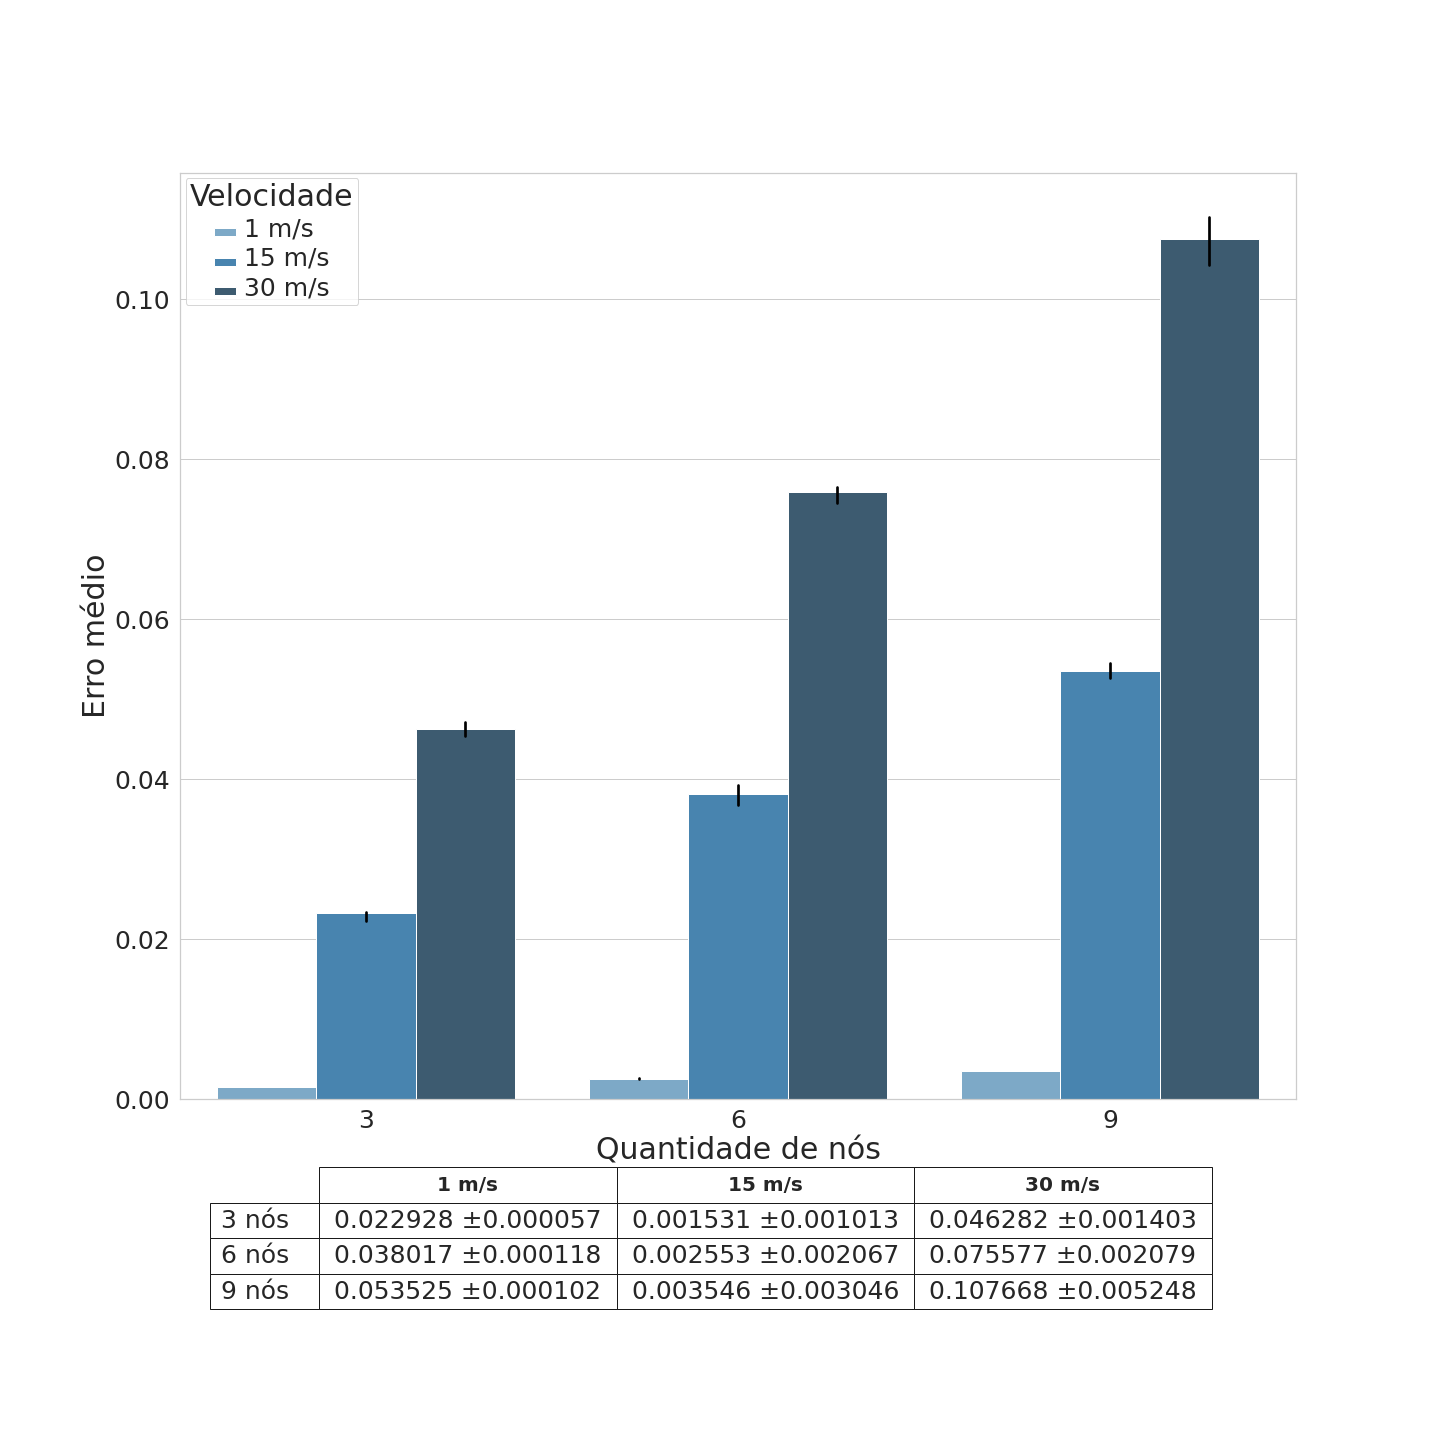 Velocidade
1 m/s
15 m/s
30 m/s
0.10
0.08
0.06
0.04
0.02
0.00
Erro médio
3 6 9
Quantidade de nós
1 m/s 15 m/s 30 m/s
3 nós 0.022928 ±0.000057 0.001531 ±0.001013 0.046282 ±0.001403
6 nós 0.038017 ±0.000118 0.002553 ±0.002067 0.075577 ±0.002079
9 nós 0.053525 ±0.000102 0.003546 ±0.003046 0.107668 ±0.005248